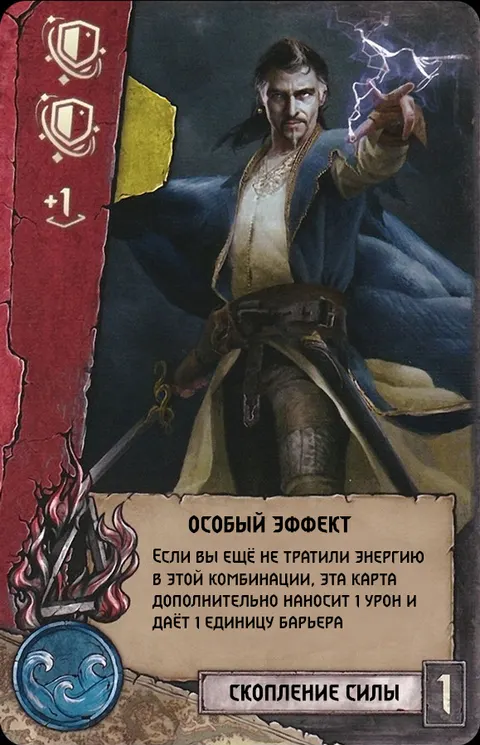 +1
ОСОБЫЙ ЭФФЕКТ
ЕСЛИ ВЫ ЕЩЁ НЕ ТРАТИЛИ ЭНЕРГИЮ
В ЭТОЙ КОМБИНАЦИИ, ЭТА КАРТА
ДОПОЛНИТЕЛЬНО НАНОСИТ 1 УРОН И
ДАЁТ 1 ЕДИНИЦУ БАРЬЕРА
СКОПЛЕНИЕ СИЛЫ
1